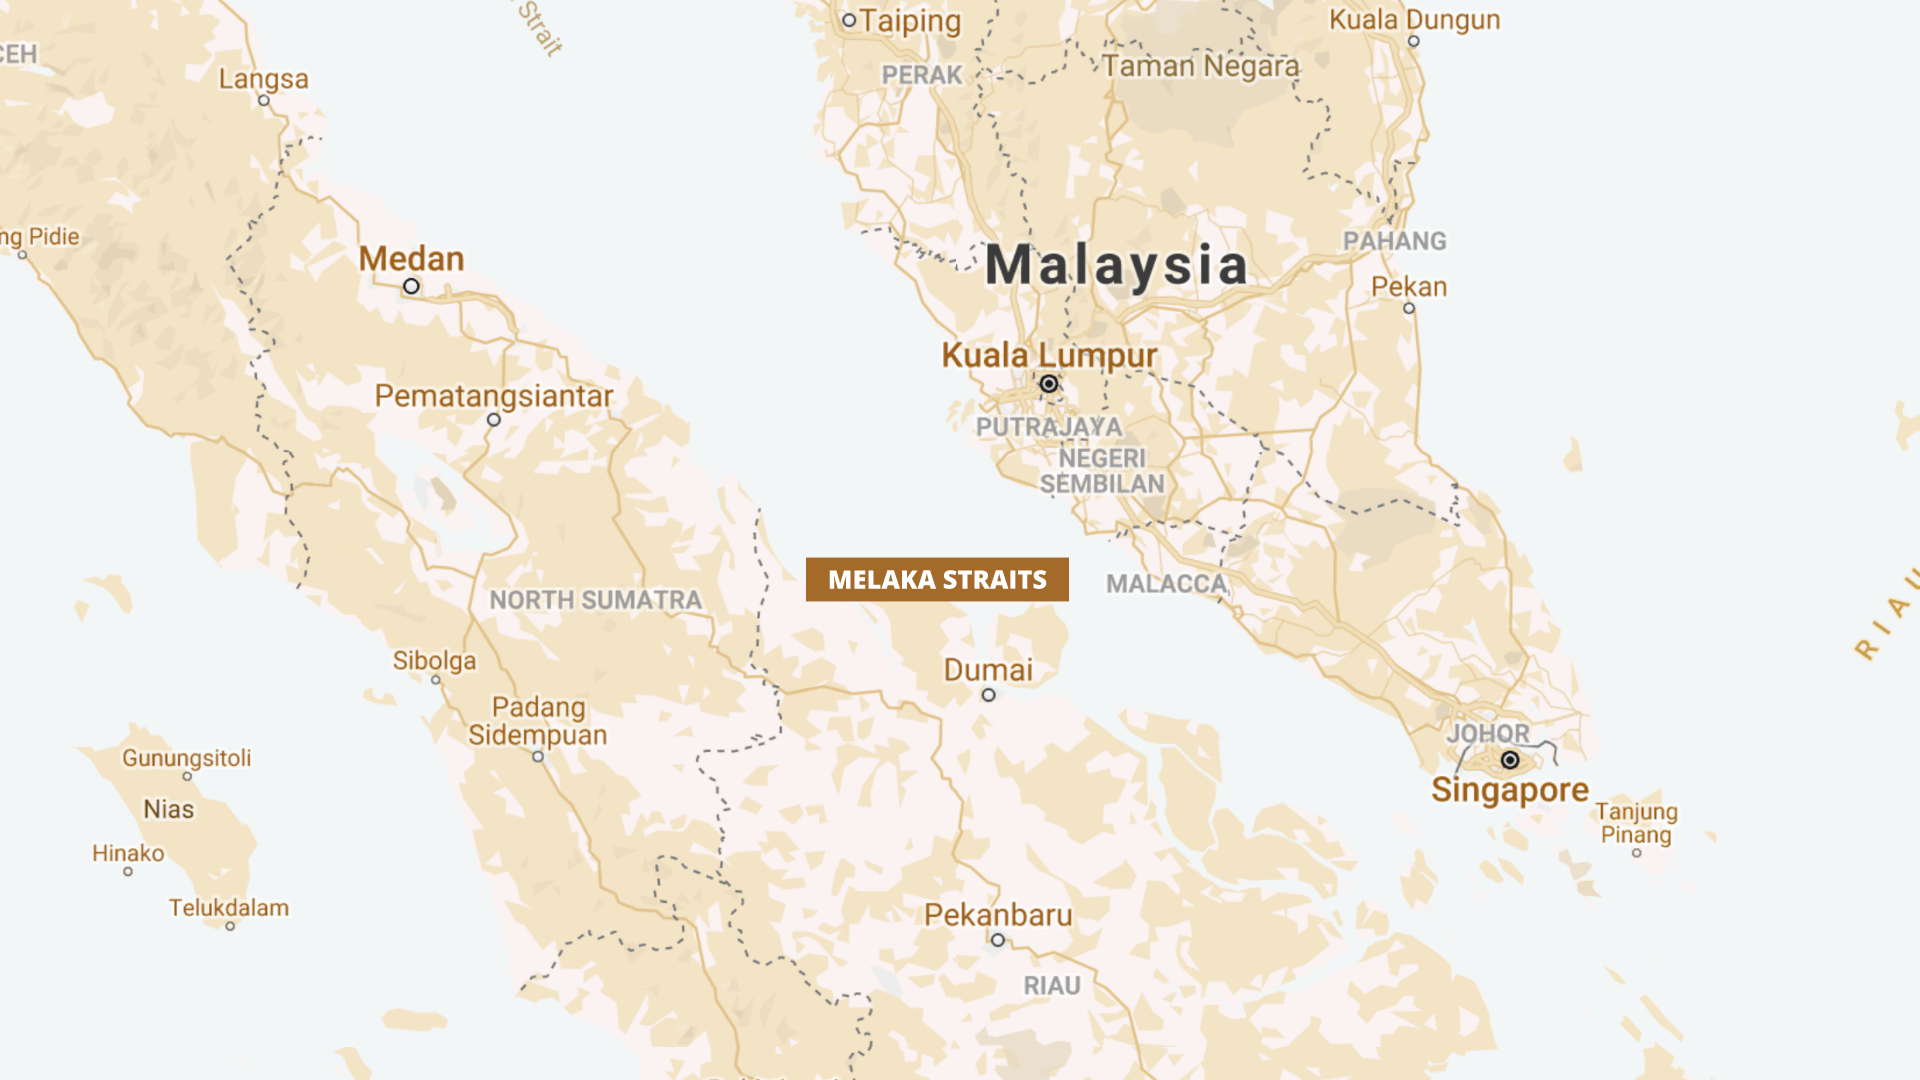 Strait
Taiping
Kuala Dungun
CEH
Langsa
PERAK
Taman Negara
ng Pidie
Medan
Malaysia
PAHANG
Pekan
Kuala Lumpur
Pematangsiantar
PUTRAJAYA
NEGERI
SEMBILAN
MELAKA STRAITS
MALACCA
NORTH SUMATRA
RIAU
Sibolga
Dumai
Padang
Sidempuan
JOHOR
Gunungsitoli
Singapore
Nias
Tanjung
Pinang
Hinako
Telukdalam
Pekanbaru
RIAU